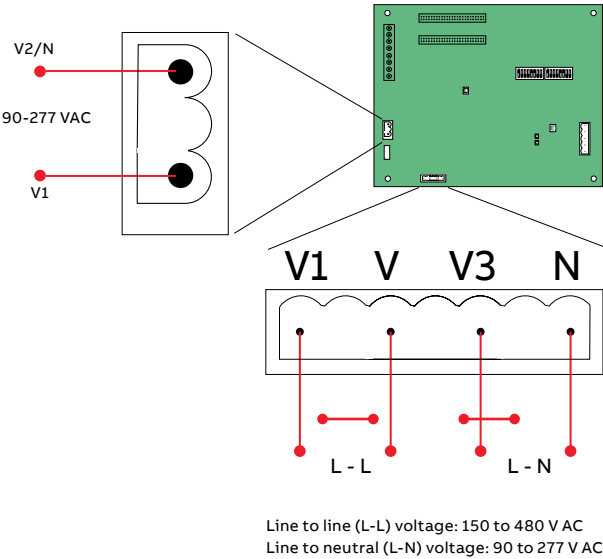 V2/N
90-277 VAC
V1
V1 V V3 N
L - L L - N
Line to line (L-L) voltage: 150 to 480 V AC
Line to neutral (L-N) voltage: 90 to 277 V AC